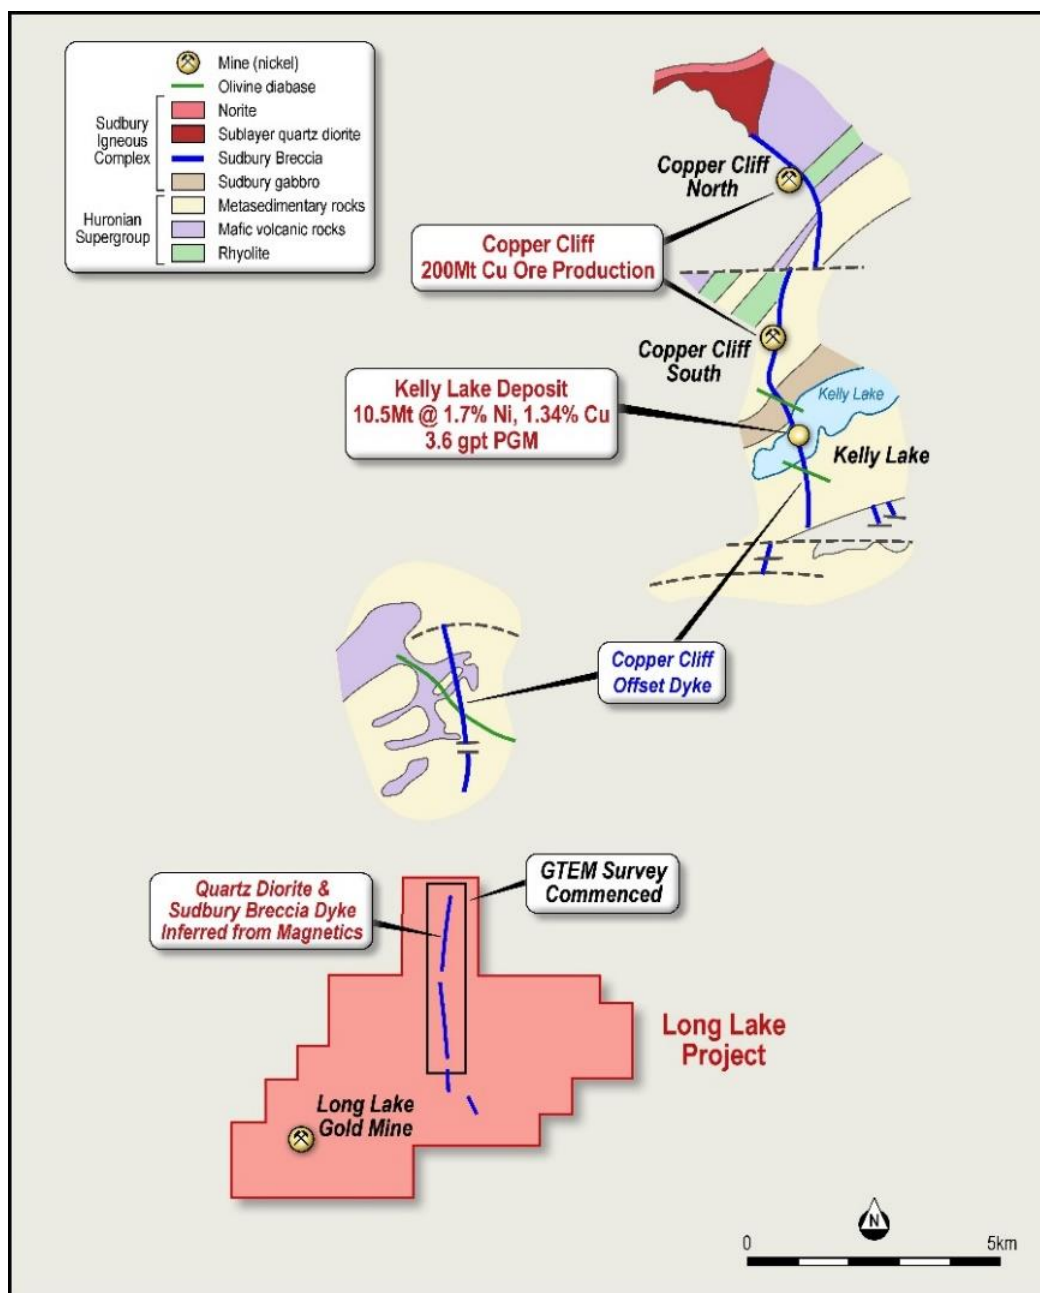 Mine (nickel)
Olivine diabase
Sudbury
Igneous
Complex
Norite
Sublayer quartz diorite
Sudbury Breccia
Sudbury gabbro
Huronian
Supergroup
Metasedimentary rocks
Mafic volcanic rocks
Rhyolite
Copper Cliff
North
Copper Cliff
200Mt Cu Ore Production
Copper Cliff
South
Kelly Lake Deposit
10.5Mt @ 1.7% Ni, 1.34% Cu
3.6 gpt PGM
Kelly Lake
Kelly Lake
Copper Cliff
Offset Dyke
GTEM Survey
Commenced
Quartz Diorite &
Sudbury Breccia Dyke
Inferred from Magnetics
Long Lake
Project
Long Lake
Gold Mine
N
0 5km